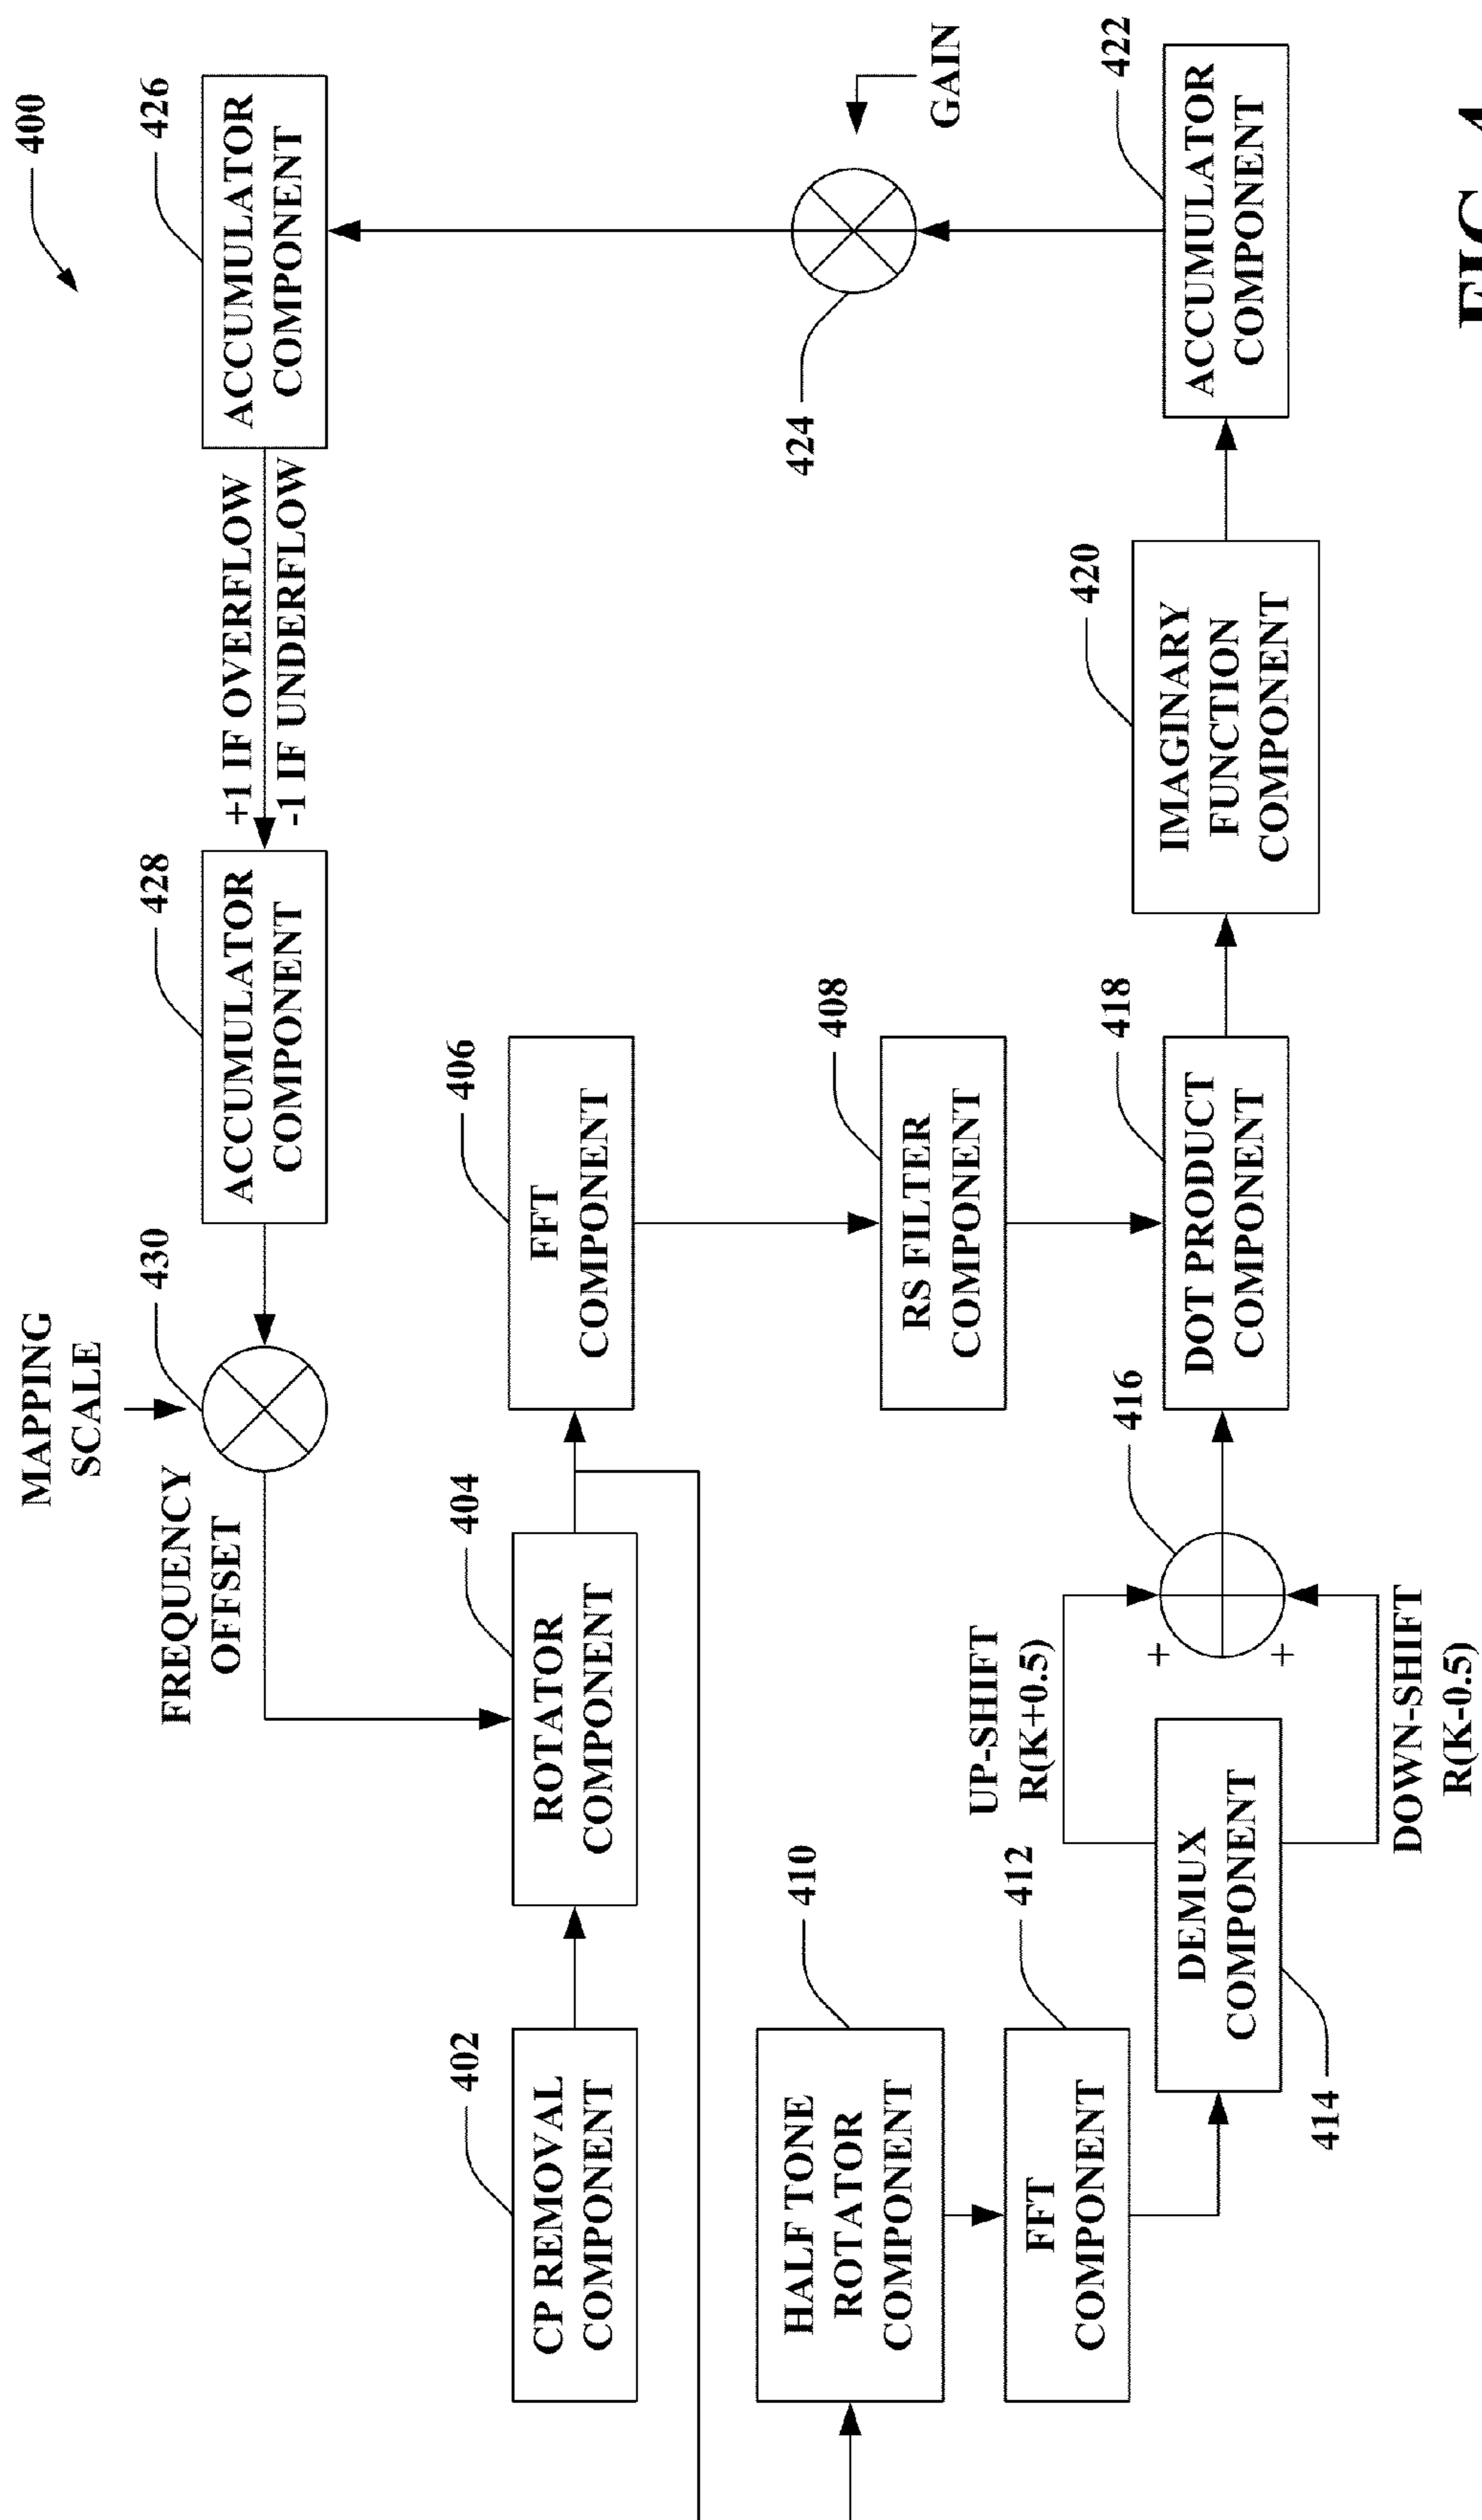 400
MAPPING
SCALE
430
428
426
FREQUENCY
OFFSET
ACCUMULATOR
COMPONENT
+1 IF OVERFLOW
-1 IF UNDERFLOW
ACCUMULATOR
COMPONENT
402
404
406
CP REMOVAL
COMPONENT
ROTATOR
COMPONENT
FFT
COMPONENT
410
HALF TONE
ROTATOR
COMPONENT
408
RS FILTER
COMPONENT
424
GAIN
412
FFT
COMPONENT
UP-SHIFT
R(K+0.5)
416
418
420
422
DEMUX
COMPONENT
414
+
+
DOWN-SHIFT
R(K-0.5)
DOT PRODUCT
COMPONENT
IMAGINARY
FUNCTION
COMPONENT
ACCUMULATOR
COMPONENT